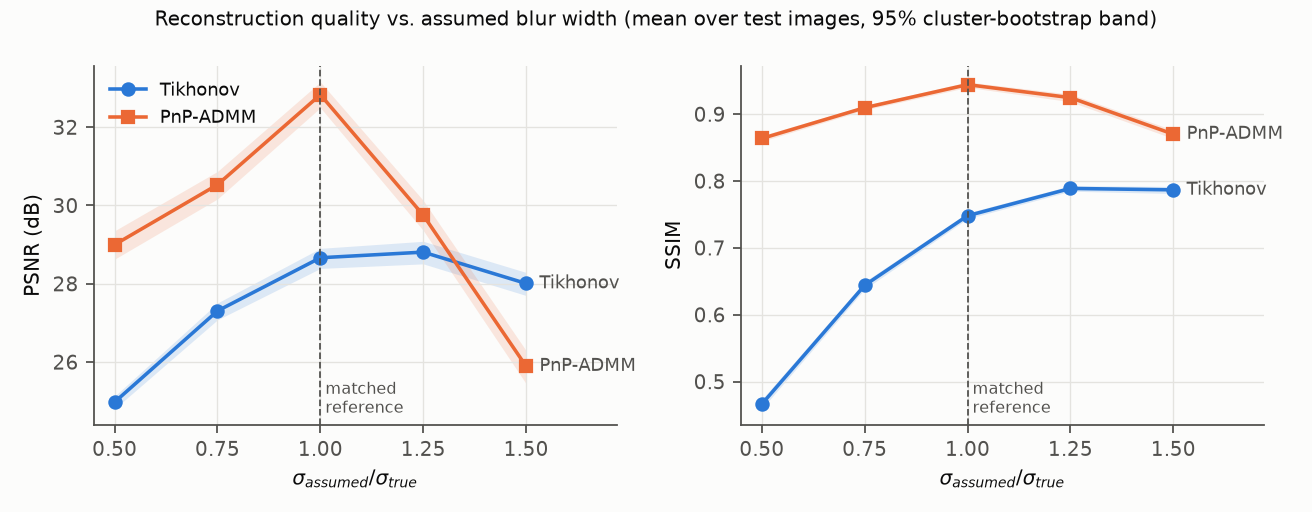 Reconstruction quality vs. assumed blur width (mean over test images, 95% cluster-bootstrap band)
Tikhonov
PnP-ADMM
PSNR (dB)
32
30
28
26
Tikhonov
PnP-ADMM
matched
reference
0.50 0.75 1.00 1.25 1.50
σassumed/σtrue
SSIM
0.9
0.8
0.7
0.6
0.5
PnP-ADMM
Tikhonov
matched
reference
0.50 0.75 1.00 1.25 1.50
σassumed/σtrue